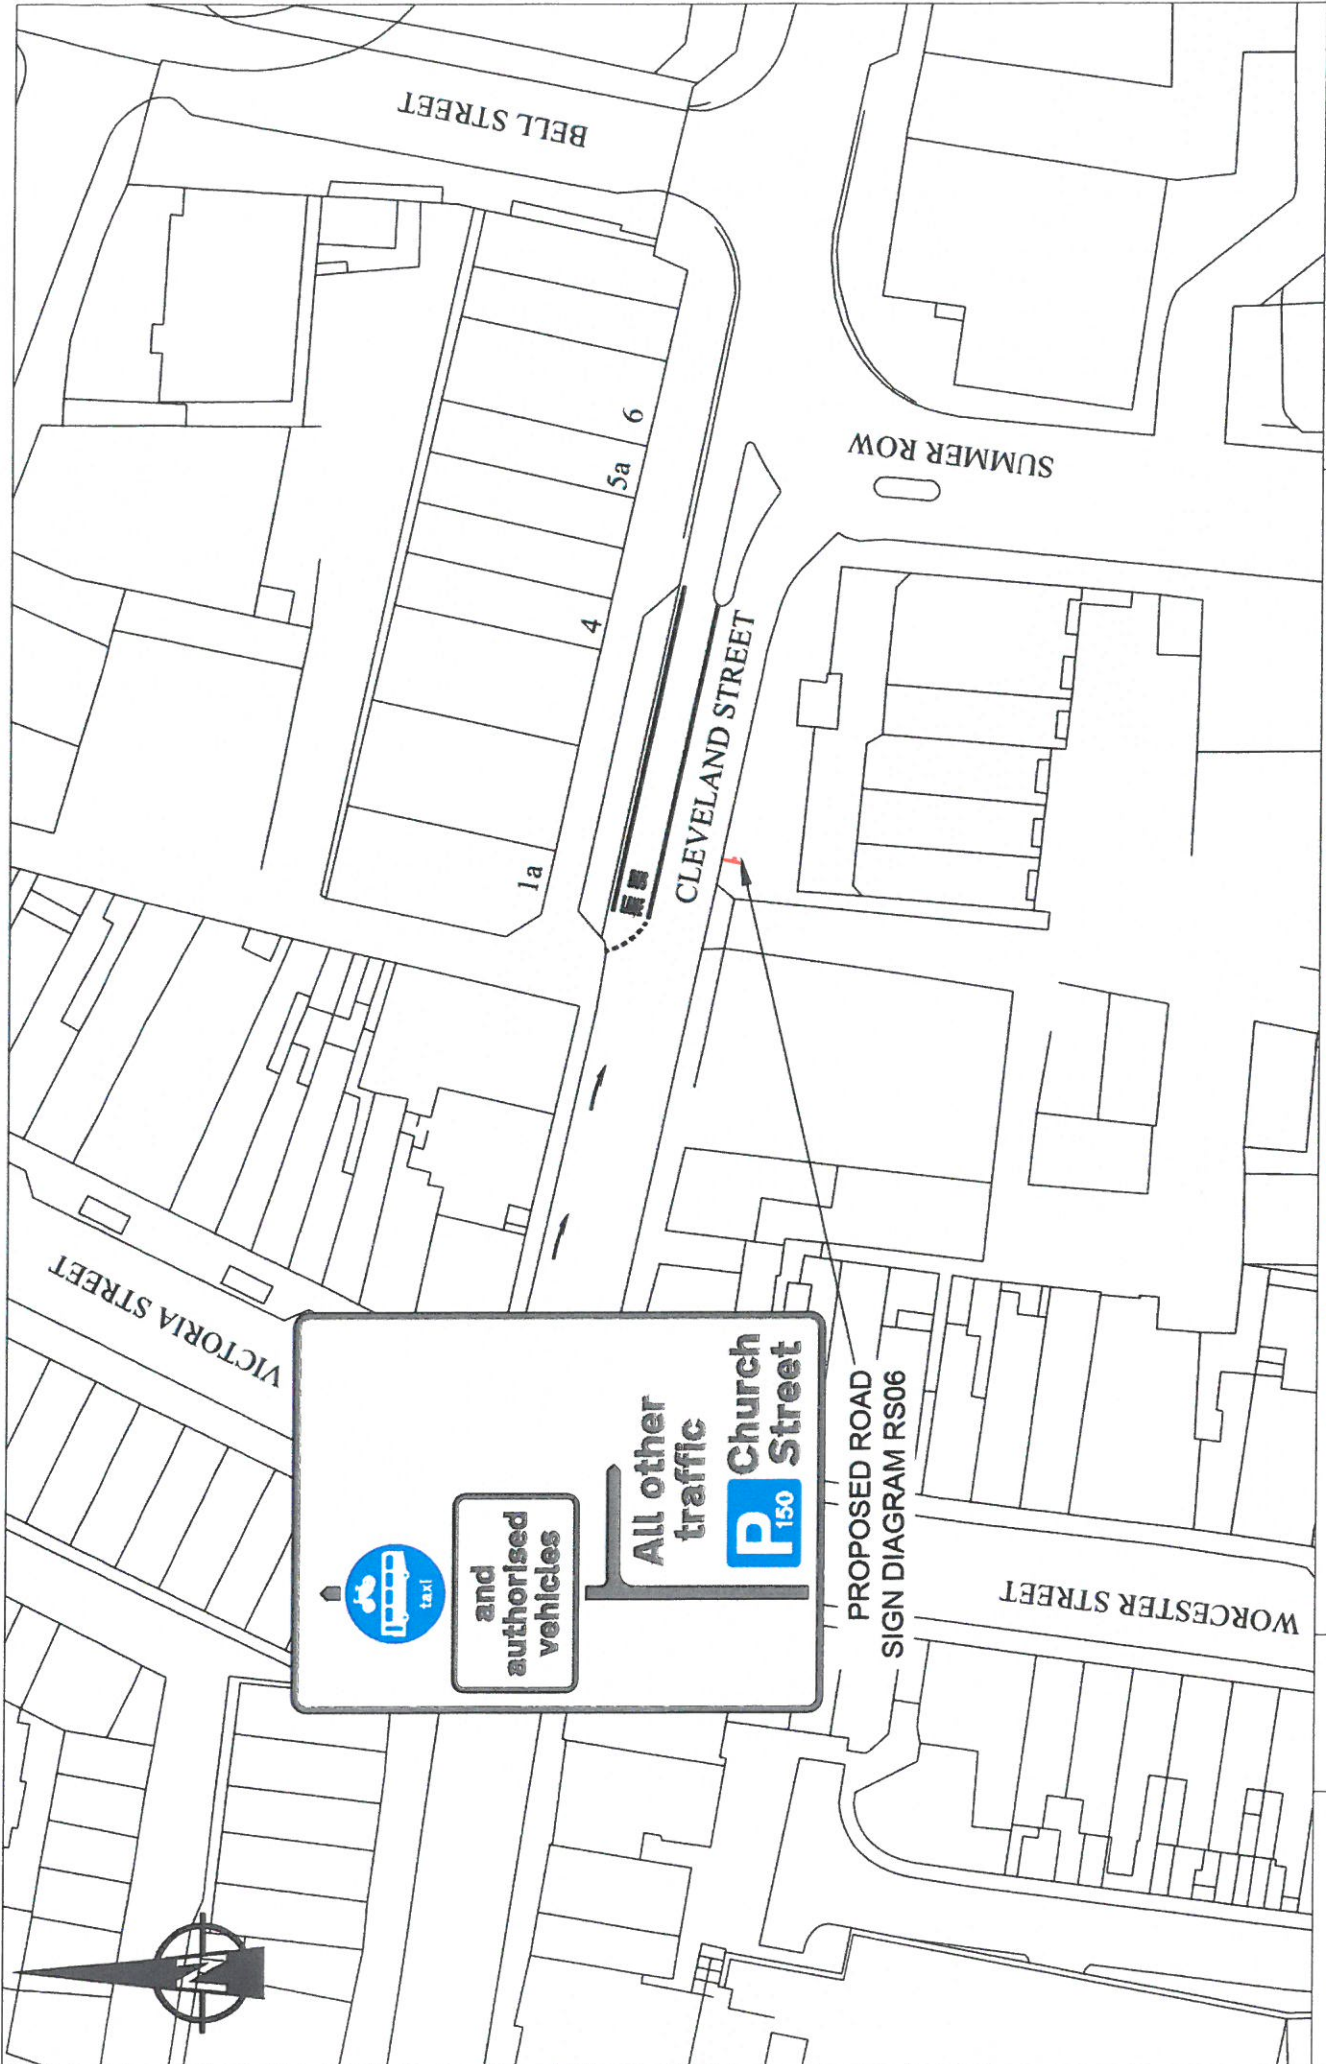 BELL STREET
SUMMER ROW
6
5a
4
1a
CLEVELAND STREET
VICTORIA STREET
WORCESTER STREET
taxi
and
authorised
vehicles
All other
traffic
P 150
Church
Street
PROPOSED ROAD
SIGN DIAGRAM RS06
N